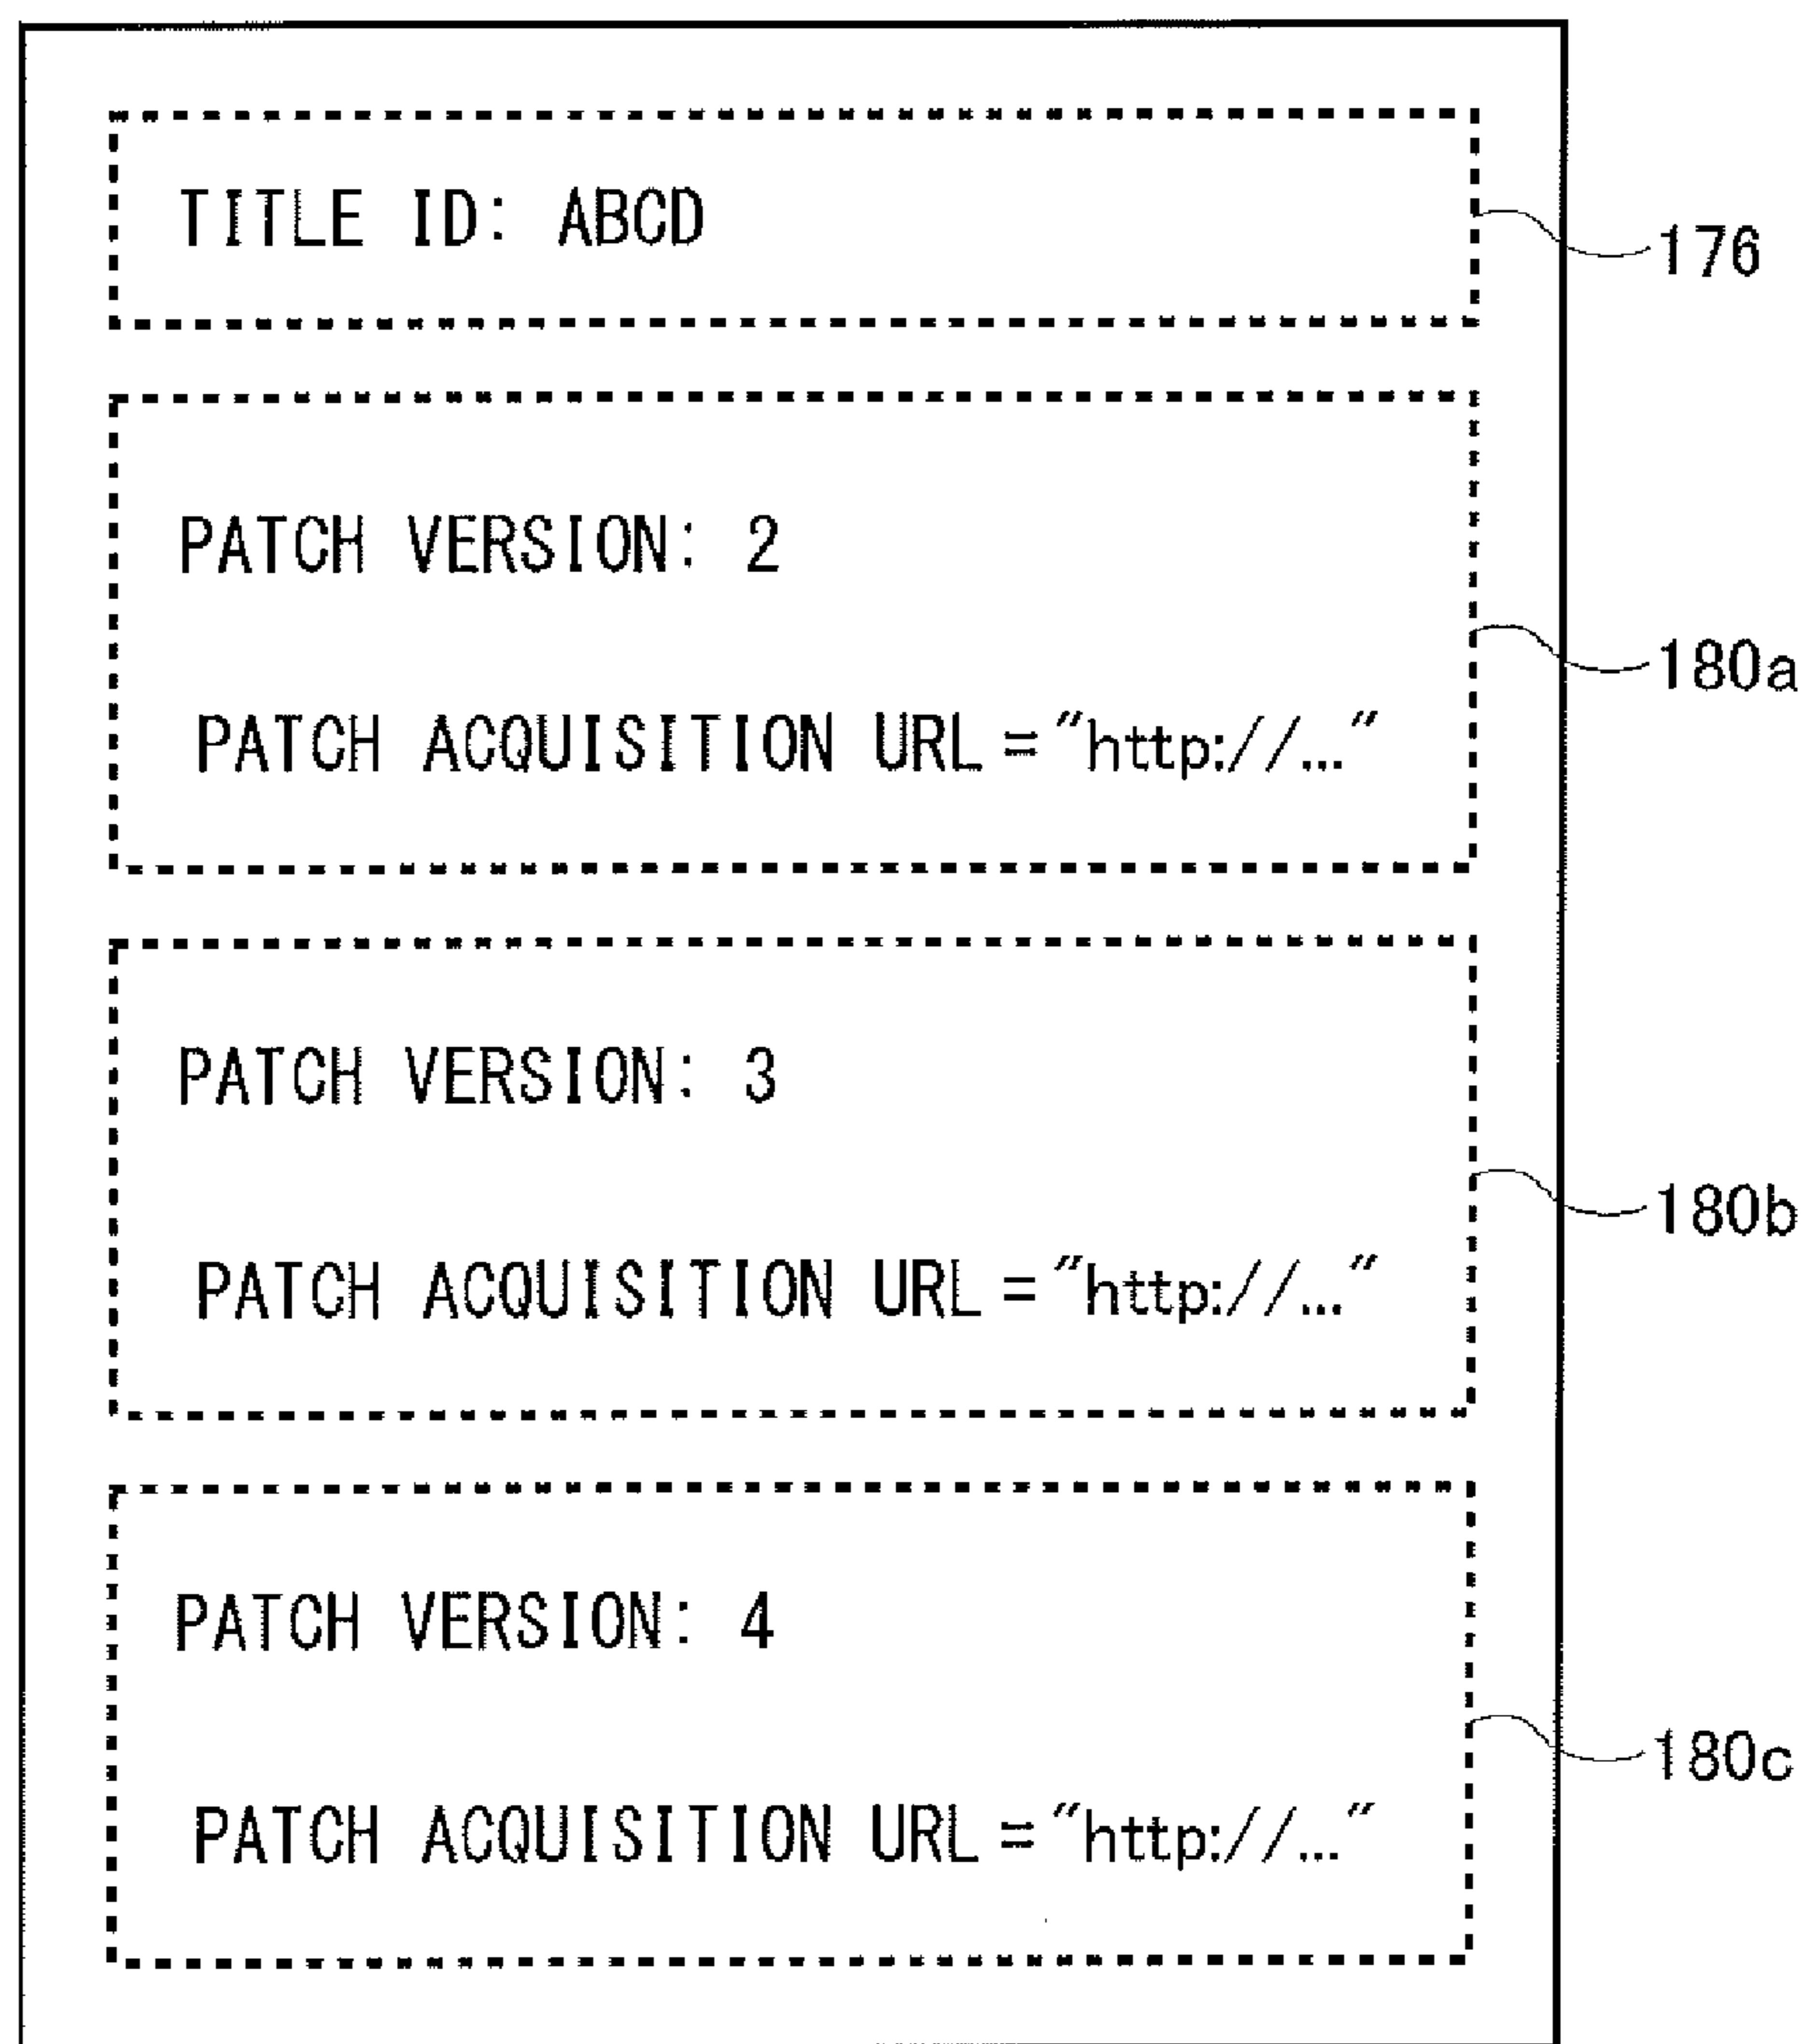 TITLE ID: ABCD
176
PATCH VERSION: 2
180a
PATCH ACQUISITION URL="http://..."
PATCH VERSION: 3
180b
PATCH ACQUISITION URL="http://..."
PATCH VERSION: 4
180c
PATCH ACQUISITION URL="http://..."